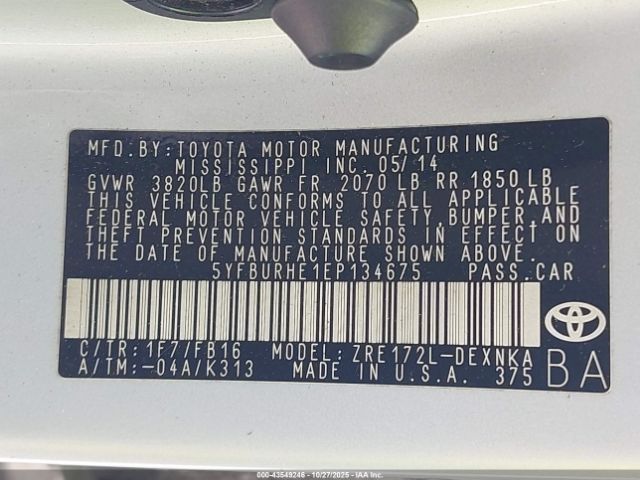 MFD.BY:TOYOTA MOTOR MANUFACTURING
MISSISSIPPI INC.05/14
GVWR 3820LB GAWR FR 2070 LB RR 1850 LB
THIS VEHICLE CONFORMS TO ALL APPLICABLE
FEDERAL MOTOR VEHICLE SAFETY, BUMPER,AND
THEFT PREVENTION STANDARDS IN EFFECT ON
THE DATE OF MANUFACTURE SHOWN ABOVE.
5YFBURHE1EP134675 PASS.CAR
C/TR:1F7/FB16 MODEL:ZRE172L-DEXNKA
A/TM:-04A/K313 MADE IN U.S.A. 375
BA
000-43549246 - 10/27/2025 - IAA Inc.